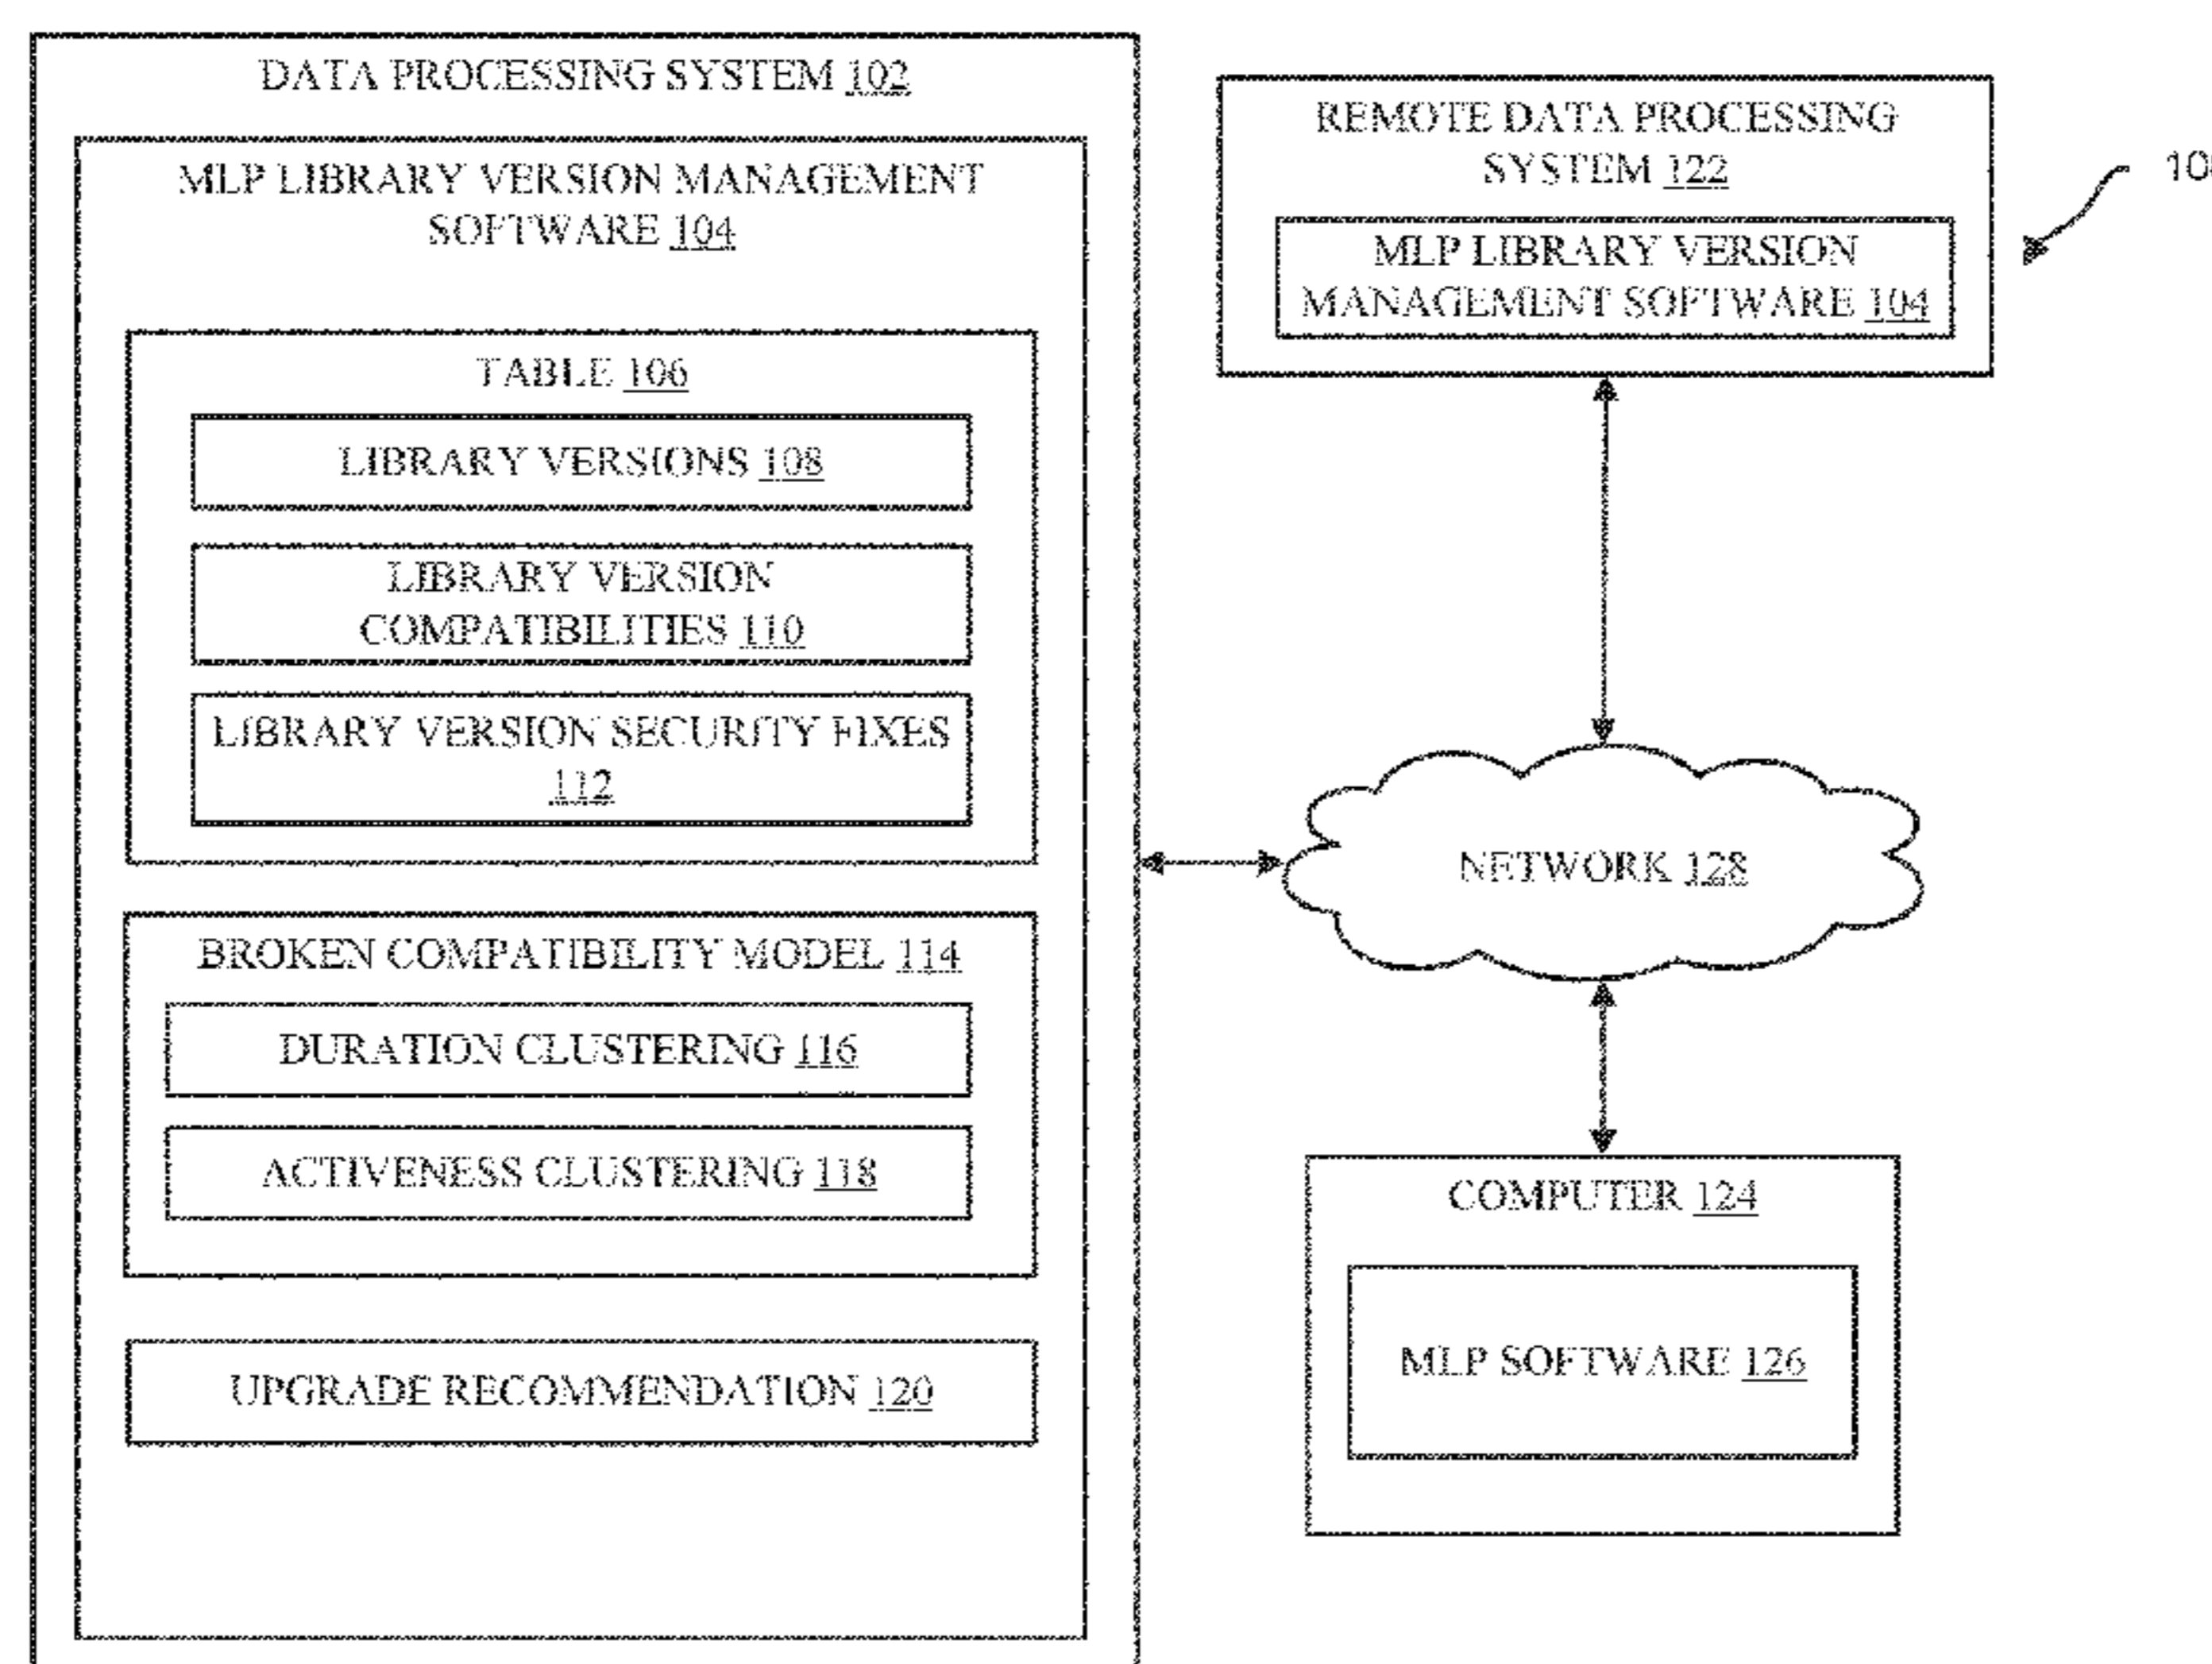 DATA PROCESSING SYSTEM 102
MLP LIBRARY VERSION MANAGEMENT
SOFTWARE 104
TABLE 106
LIBRARY VERSIONS 108
LIBRARY VERSION
COMPATIBILITIES 110
LIBRARY VERSION SECURITY FIXES
112
BROKEN COMPATIBILITY MODEL 114
DURATION CLUSTERING 116
ACTIVENESS CLUSTERING 118
UPGRADE RECOMMENDATION 120
REMOTE DATA PROCESSING
SYSTEM 122
MLP LIBRARY VERSION
MANAGEMENT SOFTWARE 104
NETWORK 128
COMPUTER 124
MLP SOFTWARE 126